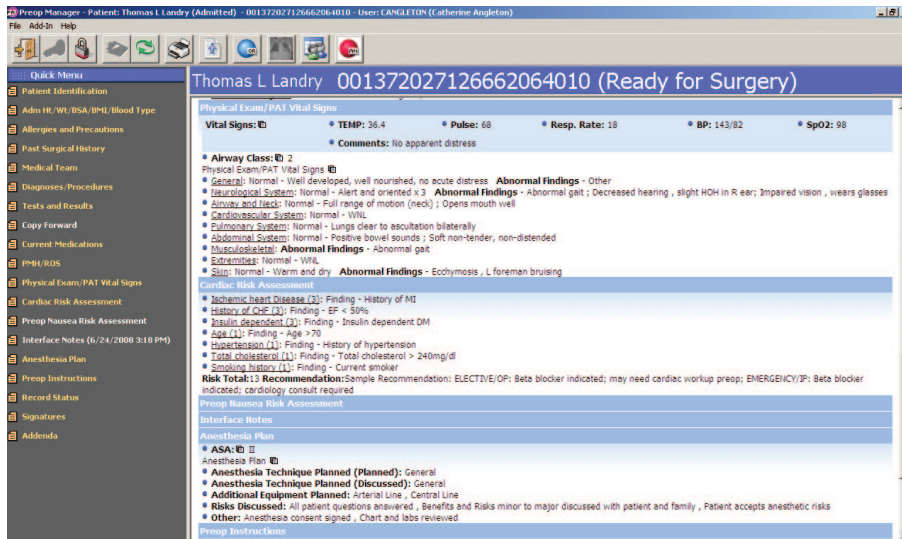 Preop Manager - Patient: Thomas L Landry (Admitted) - 001372027126662064010 - User: CANGLETON (Catherine Angleton)
File Add-In Help
Quick Menu
Patient Identification
Adm Ht/Wt/BSA/BMI/Blood Type
Allergies and Precautions
Past Surgical History
Medical Team
Diagnoses/Procedures
Tests and Results
Copy Forward
Current Medications
PMH/ROS
Physical Exam/PAT Vital Signs
Cardiac Risk Assessment
Preop Nausea Risk Assessment
Interface Notes (6/24/2008 3:18 PM)
Anesthesia Plan
Preop Instructions
Record Status
Signatures
Addenda
Thomas L Landry 001372027126662064010 (Ready for Surgery)
Physical Exam/PAT Vital Signs
Vital Signs: TEMP: 36.4 Pulse: 68 Resp. Rate: 18 BP: 143/82 SpO2: 98
Comments: No apparent distress
Airway Class: 2
Physical Exam/PAT Vital Signs
General: Normal - Well developed, well nourished, no acute distress Abnormal Findings - Other
Neurological System: Normal - Alert and oriented x 3 Abnormal Findings - Abnormal gait ; Decreased hearing , slight HOH in R ear; Impaired vision , wears glasses
Airway and Neck: Normal - Full range of motion (neck) ; Opens mouth well
Cardiovascular System: Normal - WNL
Pulmonary System: Normal - Lungs clear to ascultation bilaterally
Abdominal System: Normal - Positive bowel sounds ; Soft non-tender, non-distended
Musculoskeletal: Abnormal Findings - Abnormal gait
Extremities: Normal - WNL
Skin: Normal - Warm and dry Abnormal Findings - Ecchymosis , L foreman bruising
Cardiac Risk Assessment
Ischemic heart Disease (3): Finding - History of MI
History of CHF (3): Finding - EF < 50%
Insulin dependent (3): Finding - Insulin dependent DM
Age (1): Finding - Age >70
Hypertension (1): Finding - History of hypertension
Total cholesterol (1): Finding - Total cholesterol > 240mg/dl
Smoking history (1): Finding - Current smoker
Risk Total:13 Recommendation:Sample Recommendation: ELECTIVE/OP: Beta blocker indicated; may need cardiac workup preop; EMERGENCY/IP: Beta blocker
indicated; cardiology consult required
Preop Nausea Risk Assessment
Interface Notes
Anesthesia Plan
ASA: II
Anesthesia Plan
Anesthesia Technique Planned (Planned): General
Anesthesia Technique Planned (Discussed): General
Additional Equipment Planned: Arterial Line , Central Line
Risks Discussed: All patient questions answered , Benefits and Risks minor to major discussed with patient and family , Patient accepts anesthetic risks
Other: Anesthesia consent signed , Chart and labs reviewed
Preop Instructions